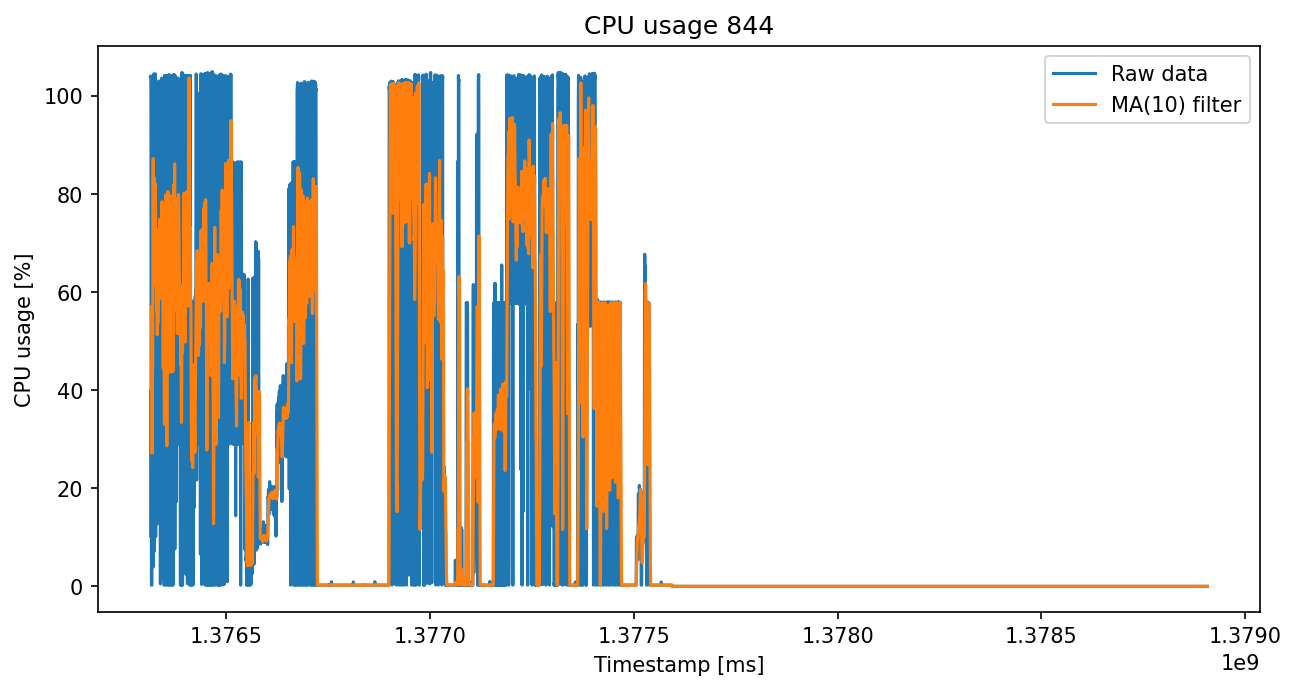 CPU usage 844
Raw data
MA(10) filter
CPU usage [%]
100
80
60
40
20
0
1.3765 1.3770 1.3775 1.3780 1.3785 1.3790
1e9
Timestamp [ms]